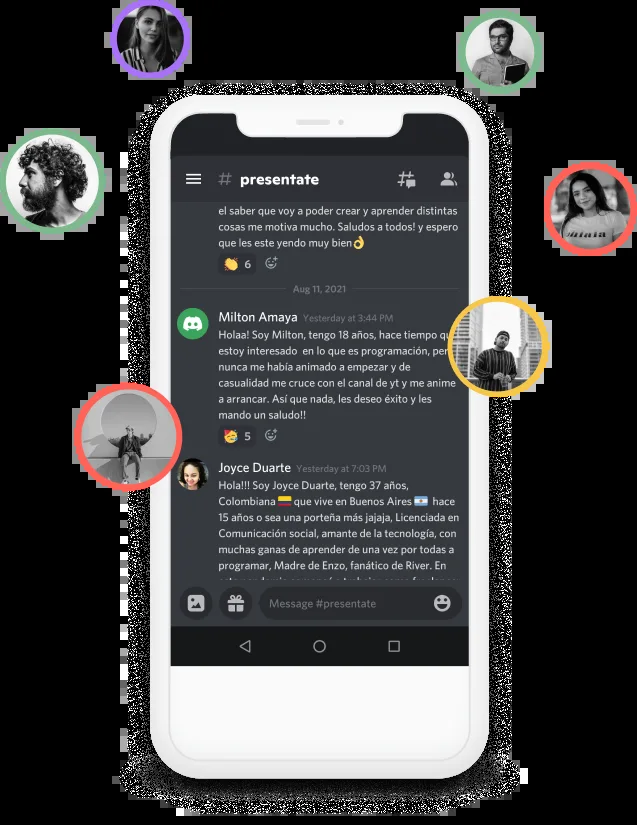 # presentate
el saber que voy a poder crear y aprender distintas
cosas me motiva mucho. Saludos a todos! y espero
que les este yendo muy bien👌
👏 6
Aug 11, 2021
Milton Amaya Yesterday at 3:44 PM
Holaa! Soy Milton, tengo 18 años, hace tiempo
estoy interesado en lo que es programación,
nunca me había animado a empezar y de
casualidad me cruce con el canal de yt y me anime
a arrancar. Así que nada, les deseo éxito y les
mando un saludo!!
🥳 5
Joyce Duarte Yesterday at 7:03 PM
Hola!!! Soy Joyce Duarte, tengo 37 años,
Colombiana 🇨🇴 que vive en Buenos Aires 🇦🇷 hace
15 años o sea una porteña más jajaja, Licenciada en
Comunicación social, amante de la tecnología, con
muchas ganas de aprender de una vez por todas a
programar, Madre de Enzo, fanático de River. En
Message #presentate